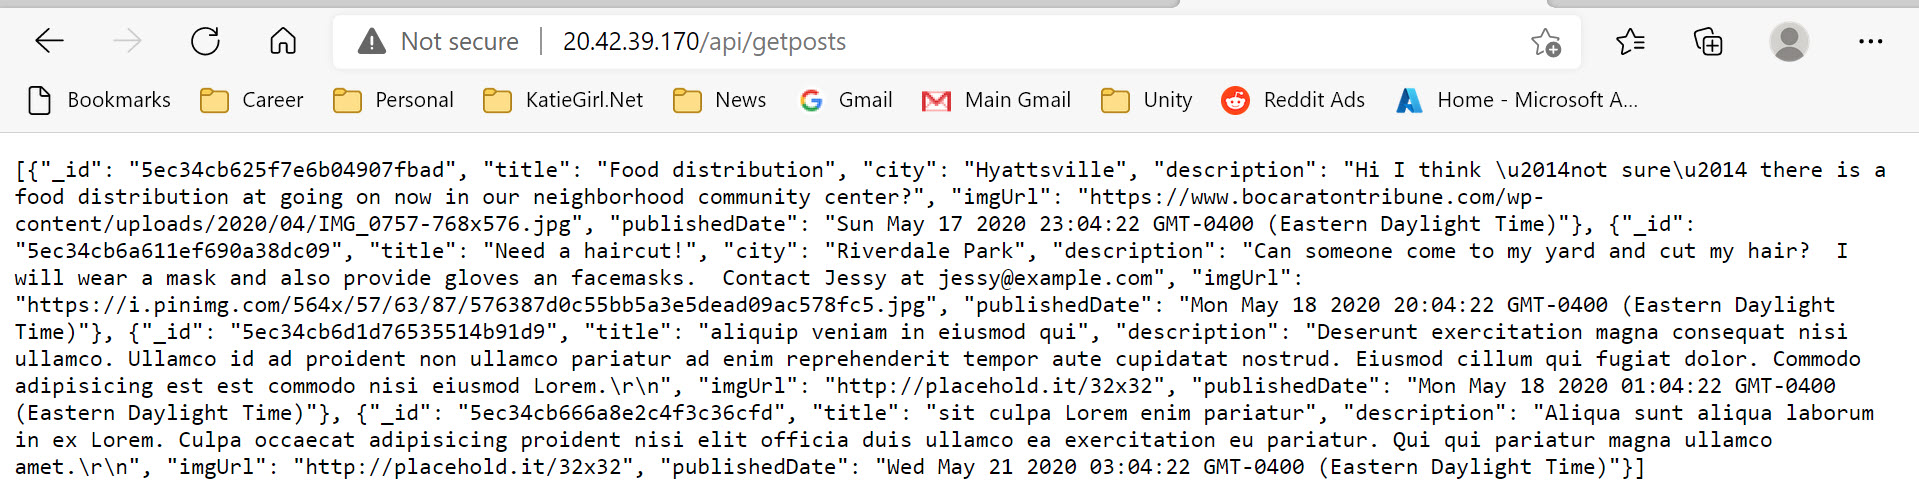 Not secure 20.42.39.170/api/getposts
Bookmarks Career Personal KatieGirl.Net News Gmail Main Gmail Unity Reddit Ads Home - Microsoft A...
[{"_id": "5ec34cb625f7e6b04907fbad", "title": "Food distribution", "city": "Hyattsville", "description": "Hi I think \u2014not sure\u2014 there is a
food distribution at going on now in our neighborhood community center?", "imgUrl": "https://www.bocaratontribune.com/wp-
content/uploads/2020/04/IMG_0757-768x576.jpg", "publishedDate": "Sun May 17 2020 23:04:22 GMT-0400 (Eastern Daylight Time)"}, {"_id":
"5ec34cb6a611ef690a38dc09", "title": "Need a haircut!", "city": "Riverdale Park", "description": "Can someone come to my yard and cut my hair?  I
will wear a mask and also provide gloves an facemasks.  Contact Jessy at jessy@example.com", "imgUrl":
"https://i.pinimg.com/564x/57/63/87/576387d0c55bb5a3e5dead09ac578fc5.jpg", "publishedDate": "Mon May 18 2020 20:04:22 GMT-0400 (Eastern Daylight
Time)"}, {"_id": "5ec34cb6d1d76535514b91d9", "title": "aliquip veniam in eiusmod qui", "description": "Deserunt exercitation magna consequat nisi
ullamco. Ullamco id ad proident non ullamco pariatur ad enim reprehenderit tempor aute cupidatat nostrud. Eiusmod cillum qui fugiat dolor. Commodo
adipisicing est est commodo nisi eiusmod Lorem.\r\n", "imgUrl": "http://placehold.it/32x32", "publishedDate": "Mon May 18 2020 01:04:22 GMT-0400
(Eastern Daylight Time)"}, {"_id": "5ec34cb666a8e2c4f3c36cfd", "title": "sit culpa Lorem enim pariatur", "description": "Aliqua sunt aliqua laborum
in ex Lorem. Culpa occaecat adipisicing proident nisi elit officia duis ullamco ea exercitation eu pariatur. Qui qui pariatur magna ullamco
amet.\r\n", "imgUrl": "http://placehold.it/32x32", "publishedDate": "Wed May 21 2020 03:04:22 GMT-0400 (Eastern Daylight Time)"}]